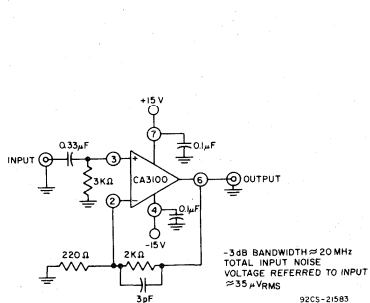 +15 V
7
0.1µF
0.33µF
INPUT
3
+
CA3100
6
OUTPUT
3KΩ
2
−
4
0.1µF
-15V
220 Ω
2KΩ
3pF
-3dB BANDWIDTH ≈ 20 MHz
TOTAL INPUT NOISE
VOLTAGE REFERRED TO INPUT
≈35 µVRMS
92CS-21583